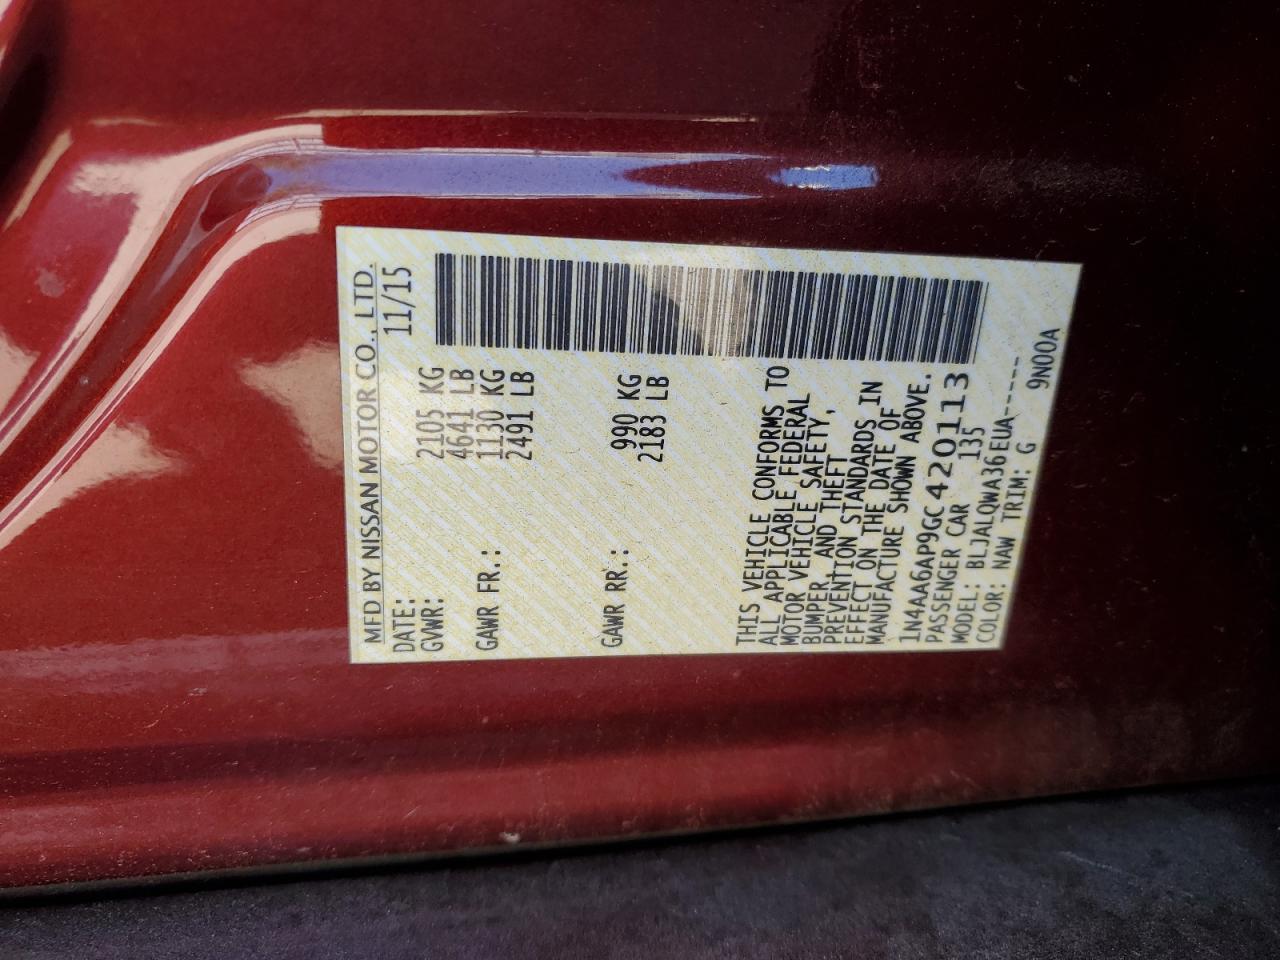 MFD BY NISSAN MOTOR CO., LTD.
DATE: 11/15
GVWR: 2105 KG
4641 LB
GAWR FR.: 1130 KG
2491 LB
GAWR RR.: 990 KG
2183 LB
THIS VEHICLE CONFORMS TO
ALL APPLICABLE FEDERAL
MOTOR VEHICLE SAFETY,
BUMPER, AND THEFT
PREVENTION STANDARDS IN
EFFECT ON THE DATE OF
MANUFACTURE SHOWN ABOVE.
1N4AA6AP9GC420113
PASSENGER CAR 135
MODEL: BLJALQWA36EUA-----
COLOR: NAW TRIM: G 9N00A